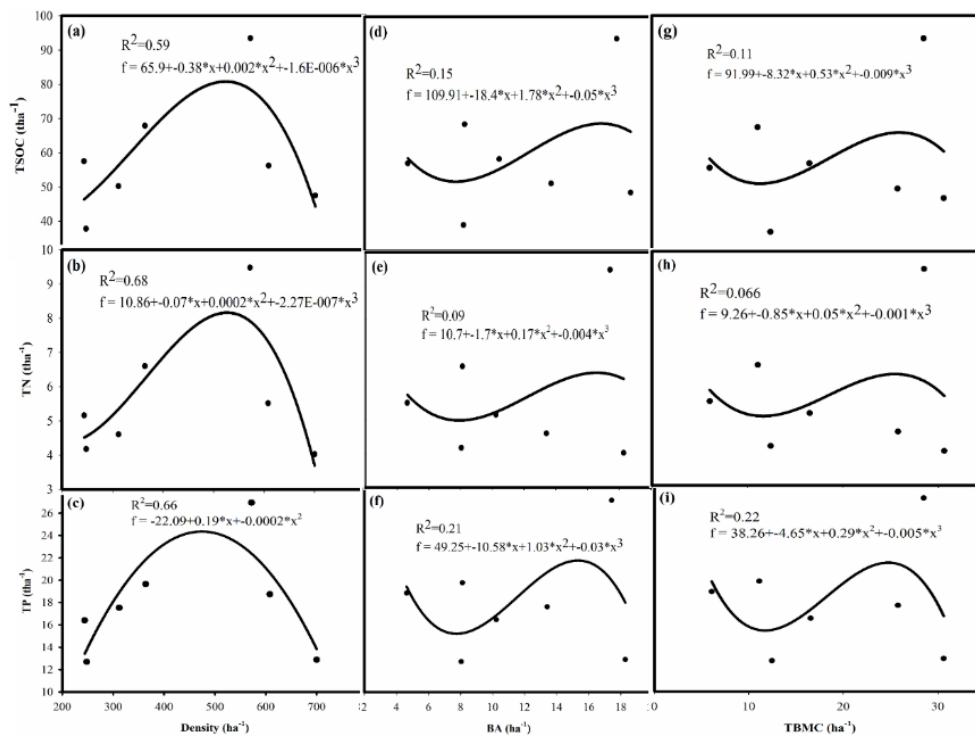 (a)
R²=0.59
f = 65.9+-0.38*x+0.002*x²+-1.6E-006*x³
(d)
R²=0.15
f = 109.91+-18.4*x+1.78*x²+-0.05*x³
(g)
R²=0.11
f = 91.99+-8.32*x+0.53*x²+-0.009*x³
TSOC (tha⁻¹)
100
90
80
70
60
50
40
10
(b)
R²=0.68
f = 10.86+-0.07*x+0.0002*x²+-2.27E-007*x³
(e)
R²=0.09
f = 10.7+-1.7*x+0.17*x²+-0.004*x³
(h)
R²=0.066
f = 9.26+-0.85*x+0.05*x²+-0.001*x³
TN (tha⁻¹)
9
8
7
6
5
4
3
(c)
R²=0.66
f = -22.09+0.19*x+-0.0002*x²
(f)
R²=0.21
f = 49.25+-10.58*x+1.03*x²+-0.03*x³
(i)
R²=0.22
f = 38.26+-4.65*x+0.29*x²+-0.005*x³
TP (tha⁻¹)
26
24
22
20
18
16
14
12
10
200 300 400 500 600 700
2 4 6 8 10 12 14 16 18
0 10 20 30
Density (ha⁻¹)
BA (ha⁻¹)
TBMC (ha⁻¹)